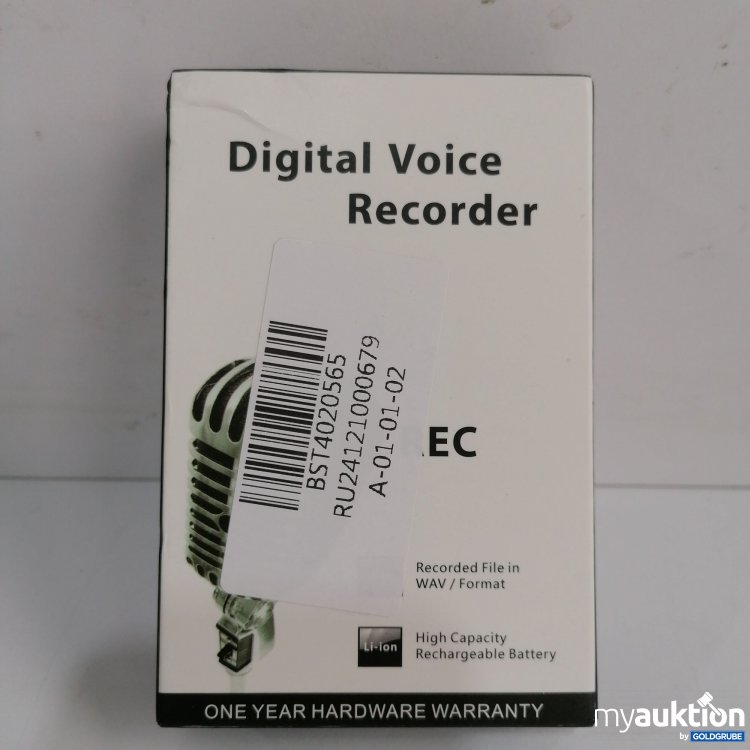 Digital Voice
Recorder
BST4020565
RU24121000679
A-01-01-02
EC
Recorded File in
WAV / Format
Li-ion
High Capacity
Rechargeable Battery
ONE YEAR HARDWARE WARRANTY
myauktion
by GOLDGRUBE